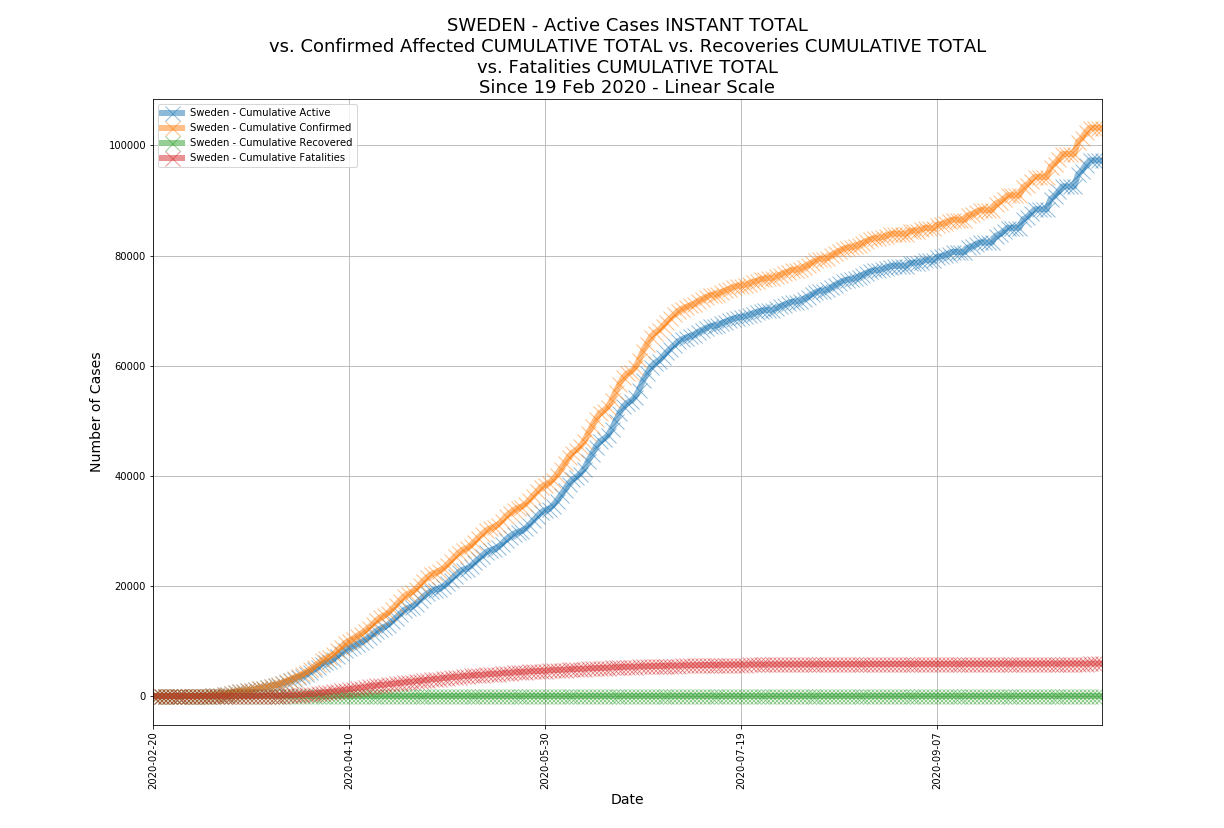 SWEDEN - Active Cases INSTANT TOTAL
vs. Confirmed Affected CUMULATIVE TOTAL vs. Recoveries CUMULATIVE TOTAL
vs. Fatalities CUMULATIVE TOTAL
Since 19 Feb 2020 - Linear Scale
Sweden - Cumulative Active
Sweden - Cumulative Confirmed
Sweden - Cumulative Recovered
Sweden - Cumulative Fatalities
Number of Cases
100000
80000
60000
40000
20000
0
2020-02-20
2020-04-10
2020-05-30
2020-07-19
2020-09-07
Date